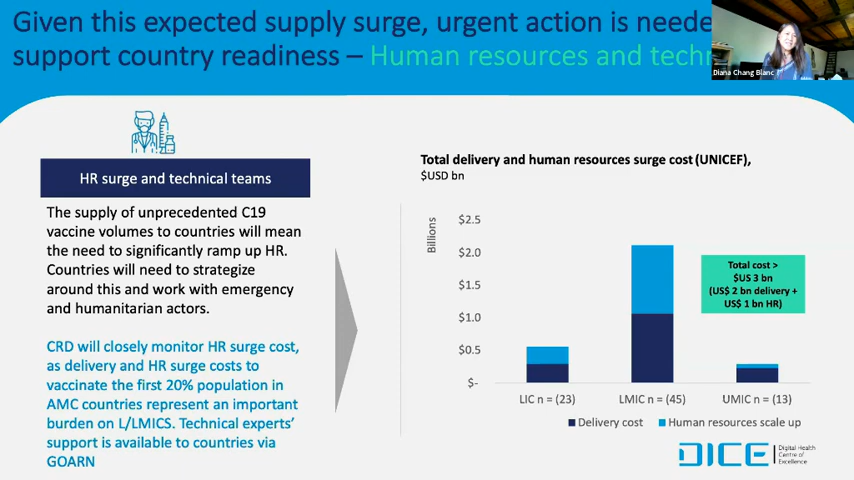 Given this expected supply surge, urgent action is neede
support country readiness – Human resources and techn
Diana Chang Blanc
HR surge and technical teams
The supply of unprecedented C19
vaccine volumes to countries will mean
the need to significantly ramp up HR.
Countries will need to strategize
around this and work with emergency
and humanitarian actors.
CRD will closely monitor HR surge cost,
as delivery and HR surge costs to
vaccinate the first 20% population in
AMC countries represent an important
burden on L/LMICS. Technical experts’
support is available to countries via
GOARN
Total delivery and human resources surge cost (UNICEF),
$USD bn
Billions
$2.5
$2.0
$1.5
$1.0
$0.5
$-
LIC n = (23)
LMIC n = (45)
UMIC n = (13)
Delivery cost
Human resources scale up
Total cost >
$US 3 bn
(US$ 2 bn delivery +
US$ 1 bn HR)
DICE
Digital Health
Centre of
Excellence